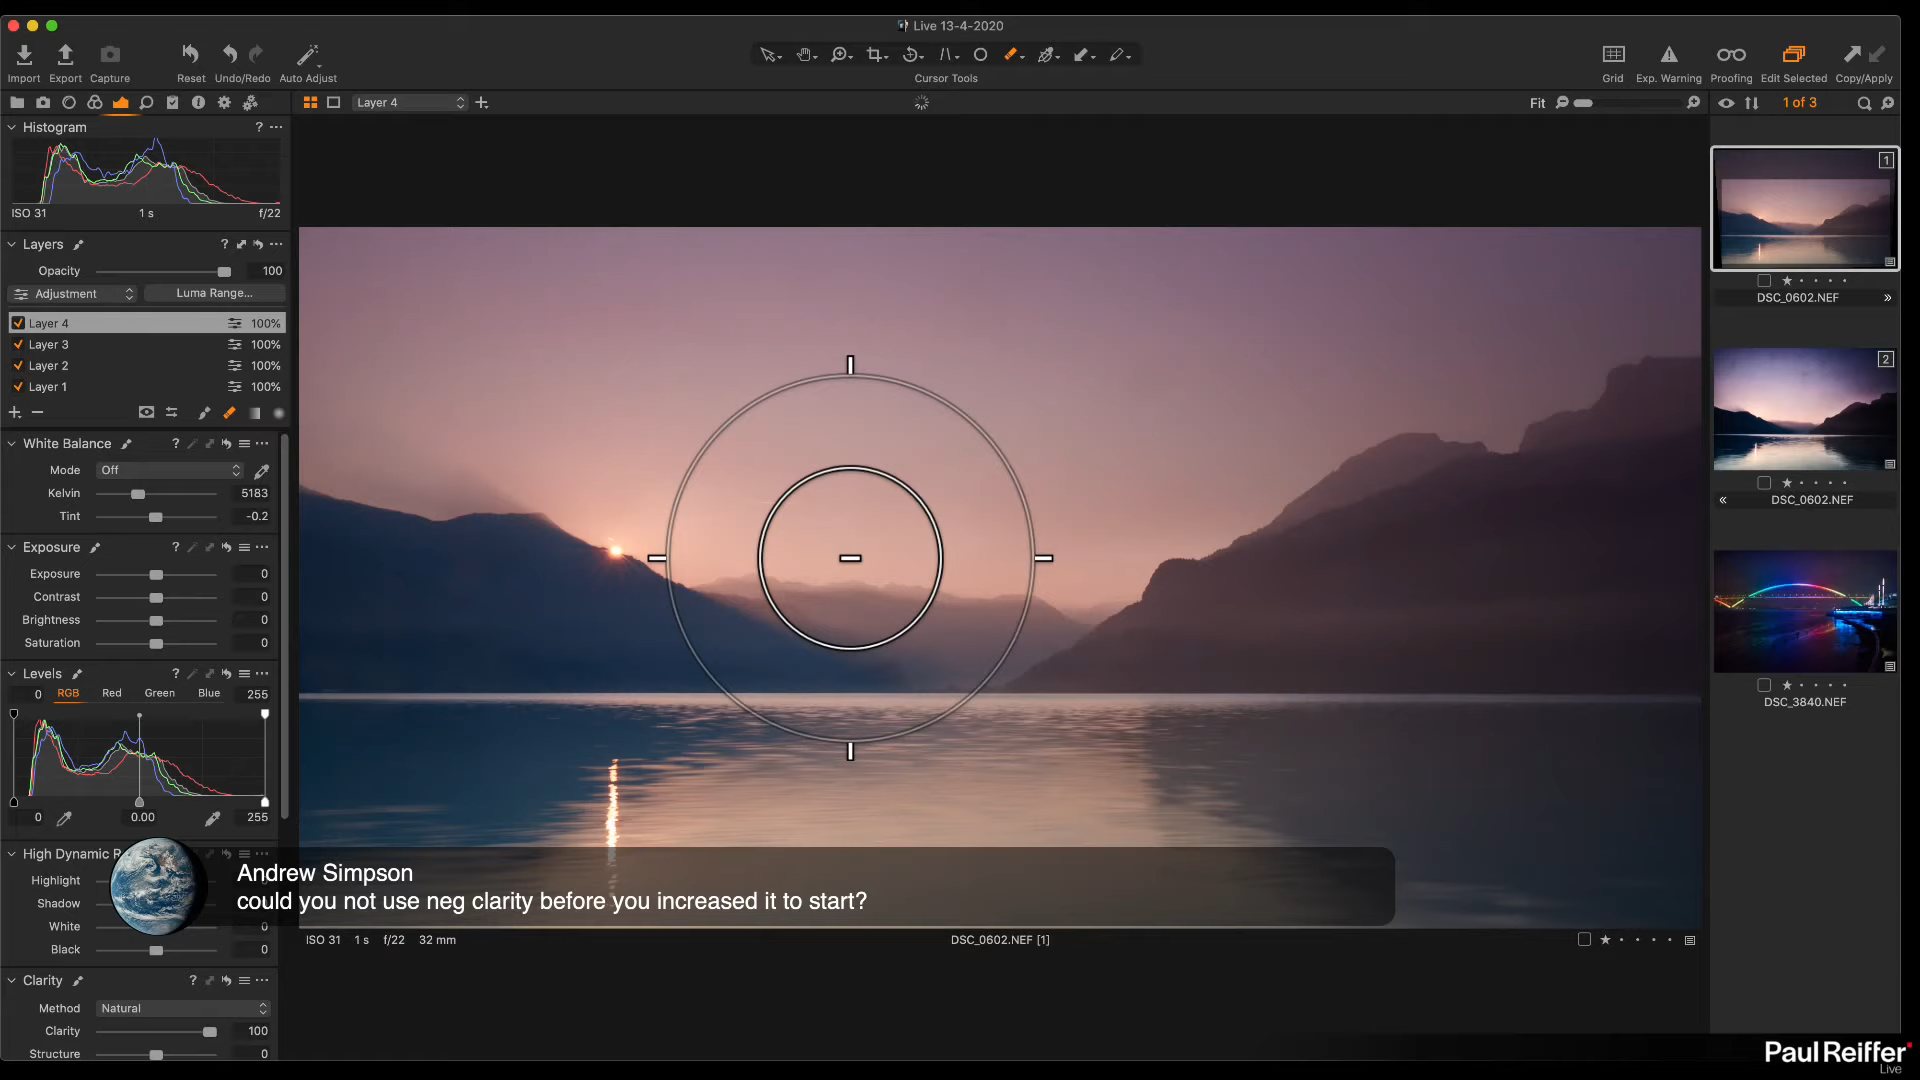 Live 13-4-2020
Import Export Capture Reset Undo/Redo Auto Adjust
Cursor Tools
Grid Exp. Warning Proofing Edit Selected Copy/Apply
Layer 4
Fit
1 of 3
Histogram
ISO 31 1 s f/22
Layers
Opacity 100
Adjustment Luma Range...
Layer 4 100%
Layer 3 100%
Layer 2 100%
Layer 1 100%
White Balance
Mode Off
Kelvin 5183
Tint -0.2
Exposure
Exposure 0
Contrast 0
Brightness 0
Saturation 0
Levels
0 RGB Red Green Blue 255
0 0.00 255
High Dynamic R
Highlight
Shadow
White 0
Black 0
Clarity
Method Natural
Clarity 100
Structure 0
Andrew Simpson
could you not use neg clarity before you increased it to start?
ISO 31 1 s f/22 32 mm
DSC_0602.NEF [1]
1
DSC_0602.NEF
2
DSC_0602.NEF
DSC_3840.NEF
Paul Reiffer
Live